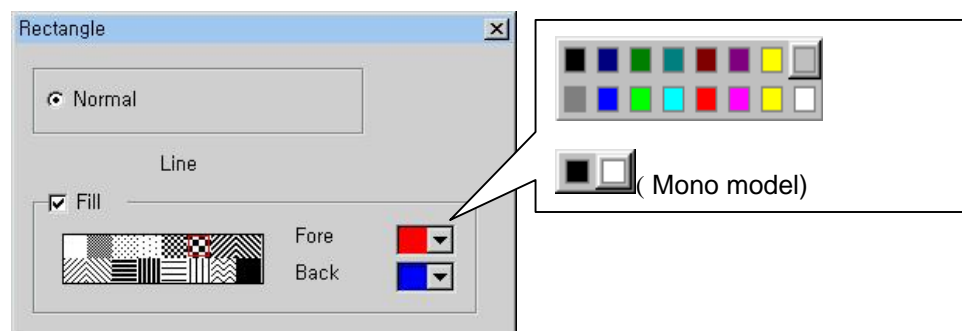 Rectangle
Normal
Line
Fill
Fore
Back
( Mono model)